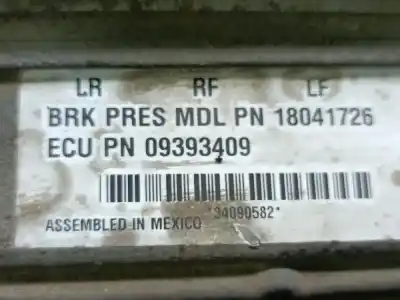 LR RF LF
BRK PRES MDL PN 18041726
ECU PN 09393409
*34090582*
ASSEMBLED IN MEXICO